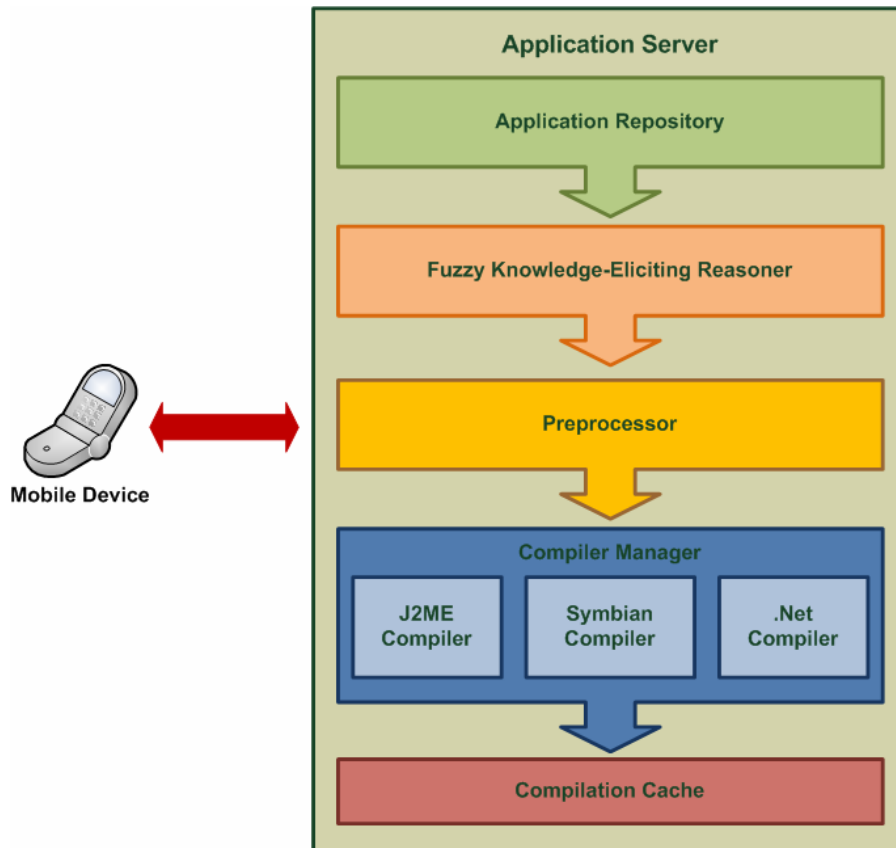 Application Server
Application Repository
Fuzzy Knowledge-Eliciting Reasoner
Preprocessor
Mobile Device
Compiler Manager
J2ME
Compiler
Symbian
Compiler
.Net
Compiler
Compilation Cache